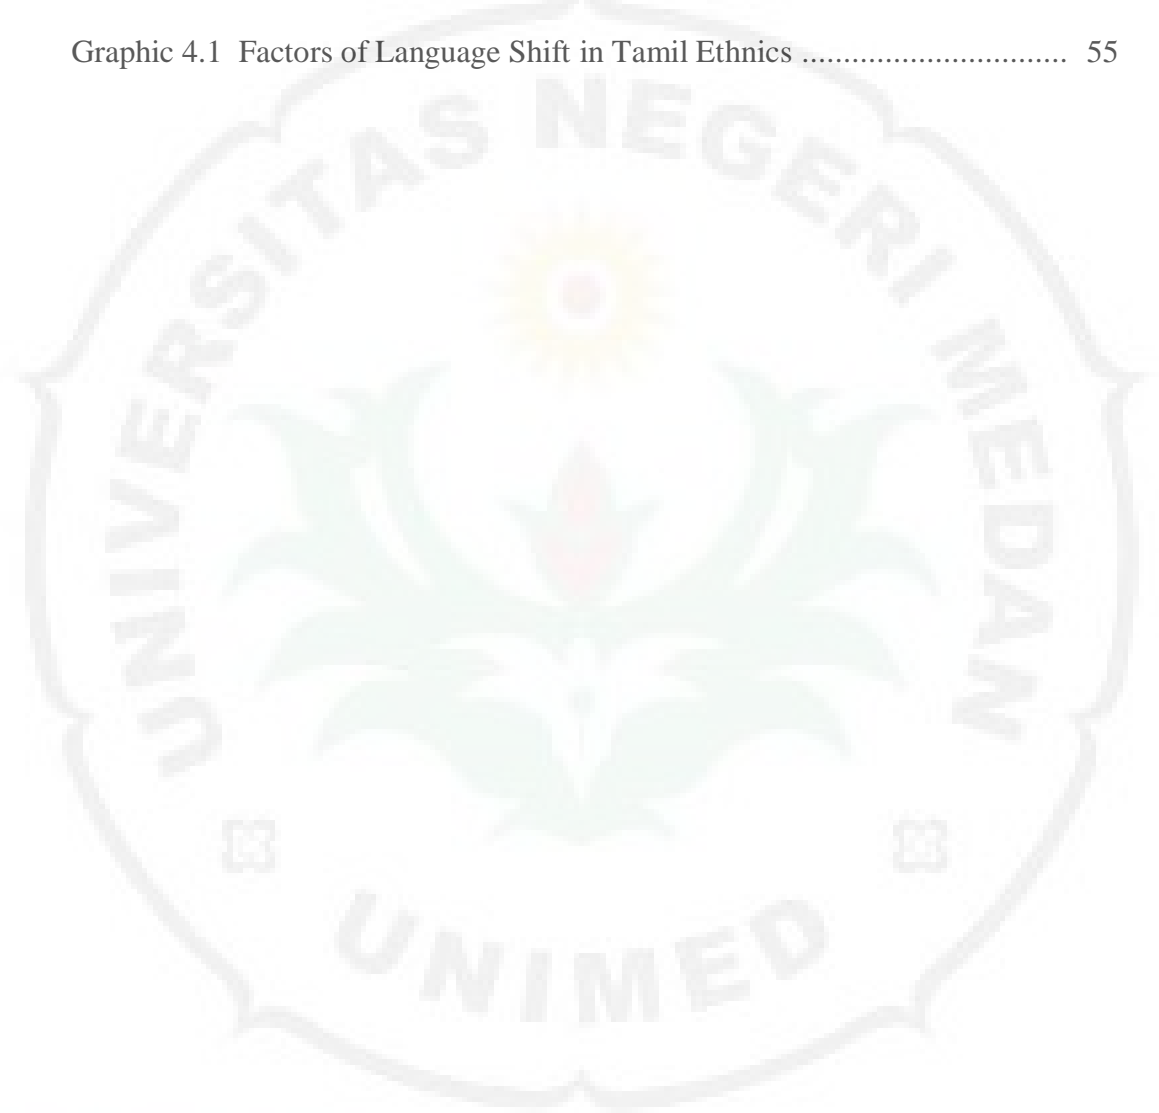 Graphic 4.1 Factors of Language Shift in Tamil Ethnics ................................ 55
UNIVERSITAS NEGERI MEDAN
UNIMED